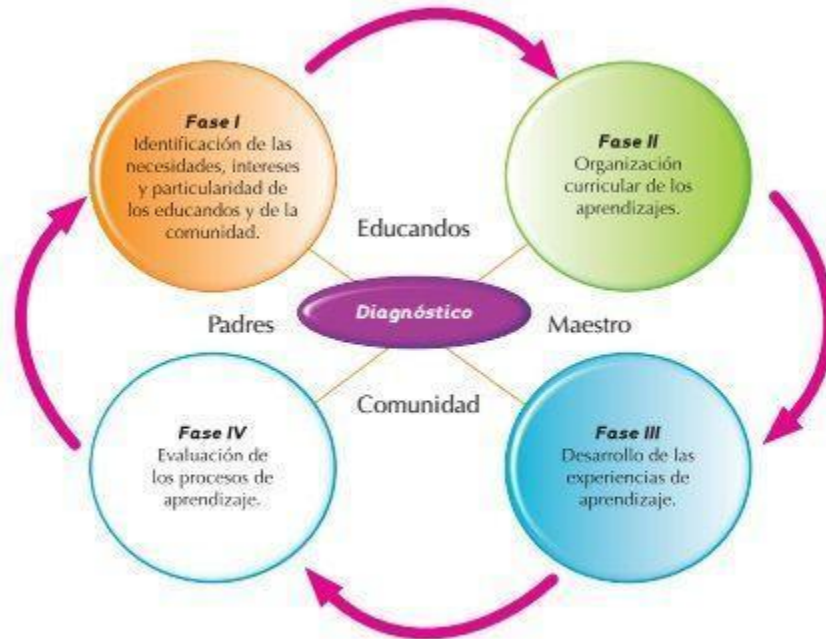 Fase I
Identificación de las
necesidades, intereses
y particularidad de
los educandos y de la
comunidad.
Fase II
Organización
curricular de los
aprendizajes.
Educandos
Padres
Diagnóstico
Maestro
Comunidad
Fase IV
Evaluación de
los procesos de
aprendizaje.
Fase III
Desarrollo de las
experiencias de
aprendizaje.